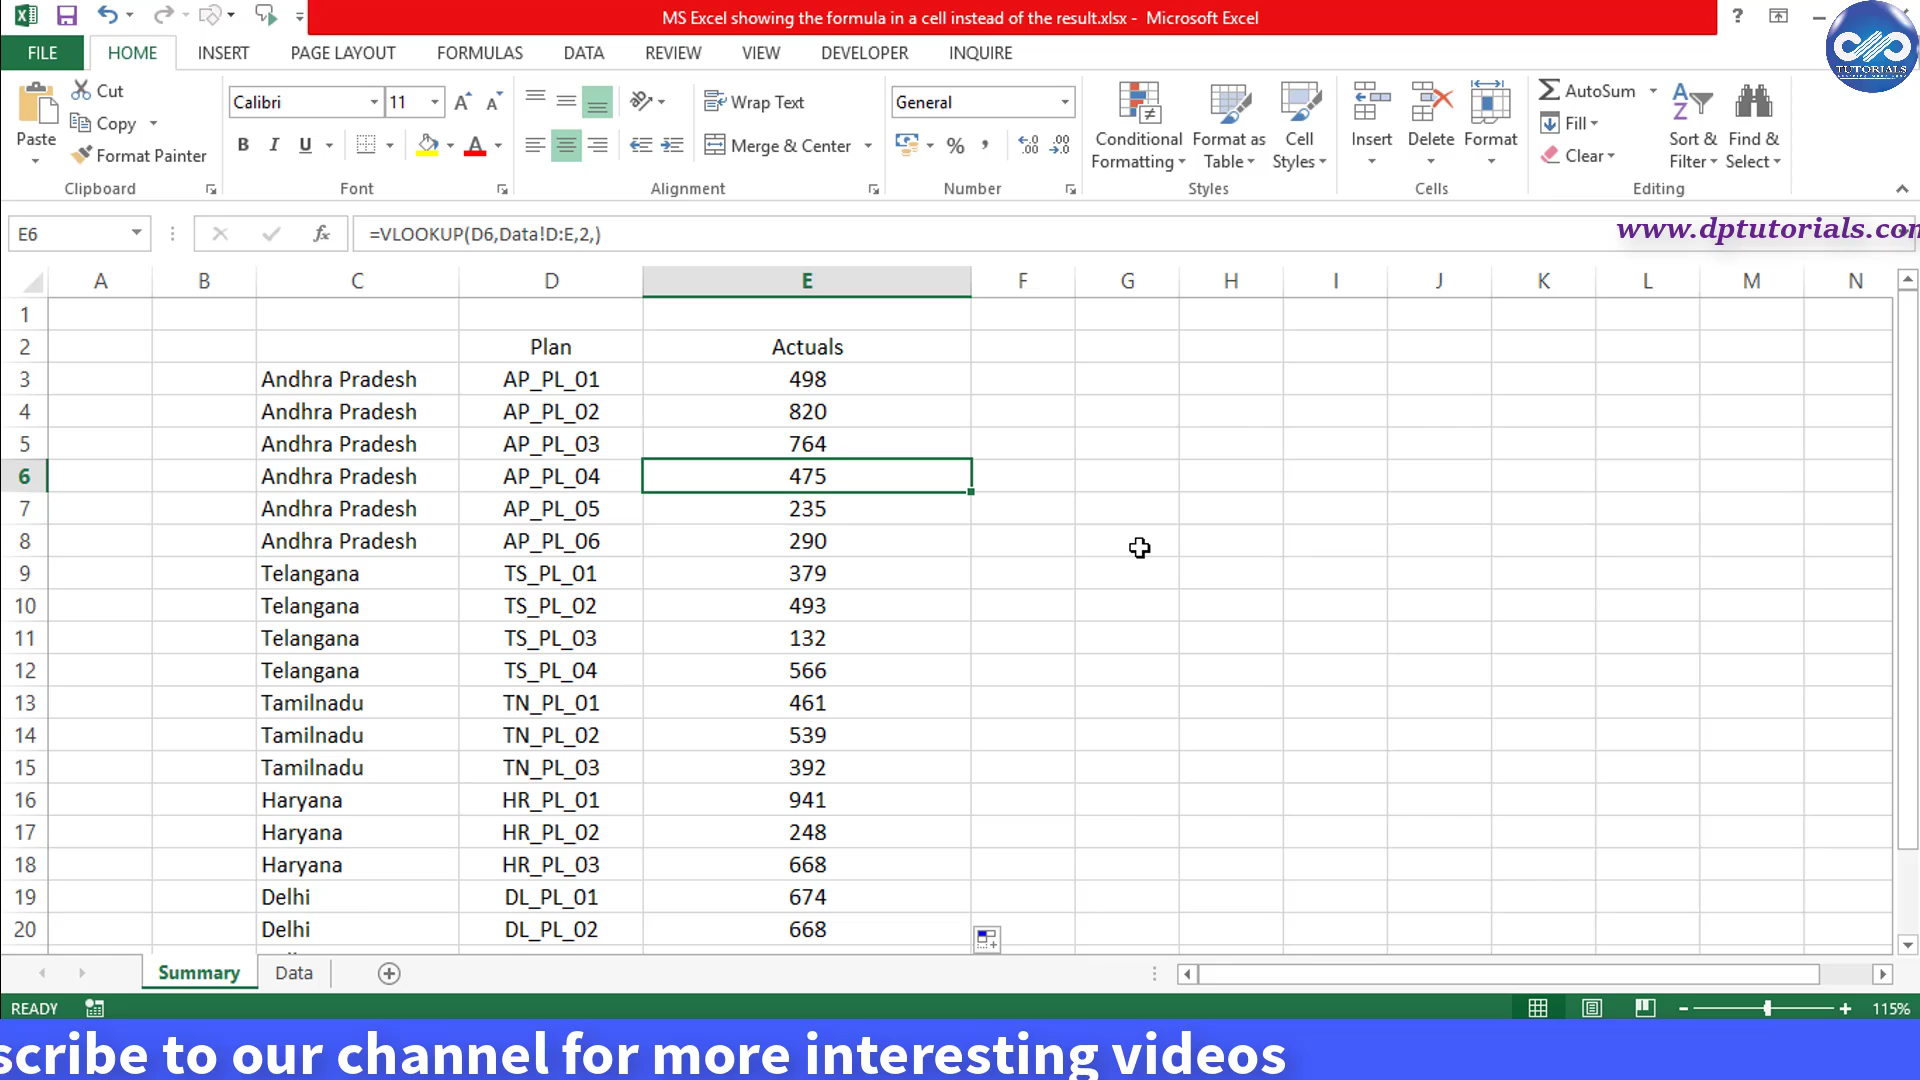 MS Excel showing the formula in a cell instead of the result.xlsx - Microsoft Excel
?
FILE HOME INSERT PAGE LAYOUT FORMULAS DATA REVIEW VIEW DEVELOPER INQUIRE
TUTORIALS
Paste Cut Copy Format Painter
Calibri 11 A A
B I U A
Wrap Text
Merge & Center
General
% , .0 .00 .00 .0
Conditional Formatting Format as Table Cell Styles
Insert Delete Format
AutoSum Fill Clear
Sort & Filter Find & Select
Clipboard Font Alignment Number Styles Cells Editing
E6 fx =VLOOKUP(D6,Data!D:E,2,)
www.dptutorials.com
A B C D E F G H I J K L M N
1
2 Plan Actuals
3 Andhra Pradesh AP_PL_01 498
4 Andhra Pradesh AP_PL_02 820
5 Andhra Pradesh AP_PL_03 764
6 Andhra Pradesh AP_PL_04 475
7 Andhra Pradesh AP_PL_05 235
8 Andhra Pradesh AP_PL_06 290
9 Telangana TS_PL_01 379
10 Telangana TS_PL_02 493
11 Telangana TS_PL_03 132
12 Telangana TS_PL_04 566
13 Tamilnadu TN_PL_01 461
14 Tamilnadu TN_PL_02 539
15 Tamilnadu TN_PL_03 392
16 Haryana HR_PL_01 941
17 Haryana HR_PL_02 248
18 Haryana HR_PL_03 668
19 Delhi DL_PL_01 674
20 Delhi DL_PL_02 668
Summary Data
READY 115%
scribe to our channel for more interesting videos